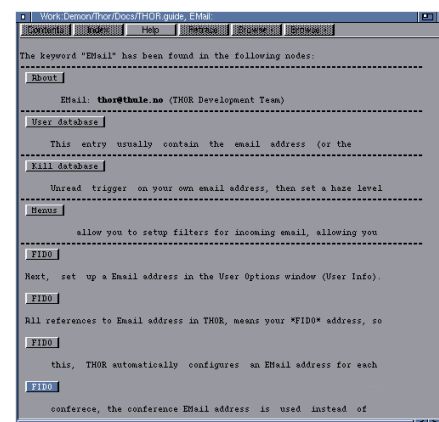 Work:Demon/Thor/Docs/THOR.guide, EMail:
Contents Index Help Retrace Browse < Browse >
The keyword "EMail" has been found in the following nodes:
About
EMail: thor@thule.no (THOR Development Team)
User database
This entry usually contain the email address (or the
Kill database
Unread trigger on your own email address, then set a haze level
Menus
allow you to setup filters for incoming email, allowing you
FIDO
Next, set up a Email address in the User Options window (User Info).
FIDO
All references to Email address in THOR, means your *FIDO* address, so
FIDO
this, THOR automatically configures an EMail address for each
FIDO
conferece, the conference EMail address is used instead of